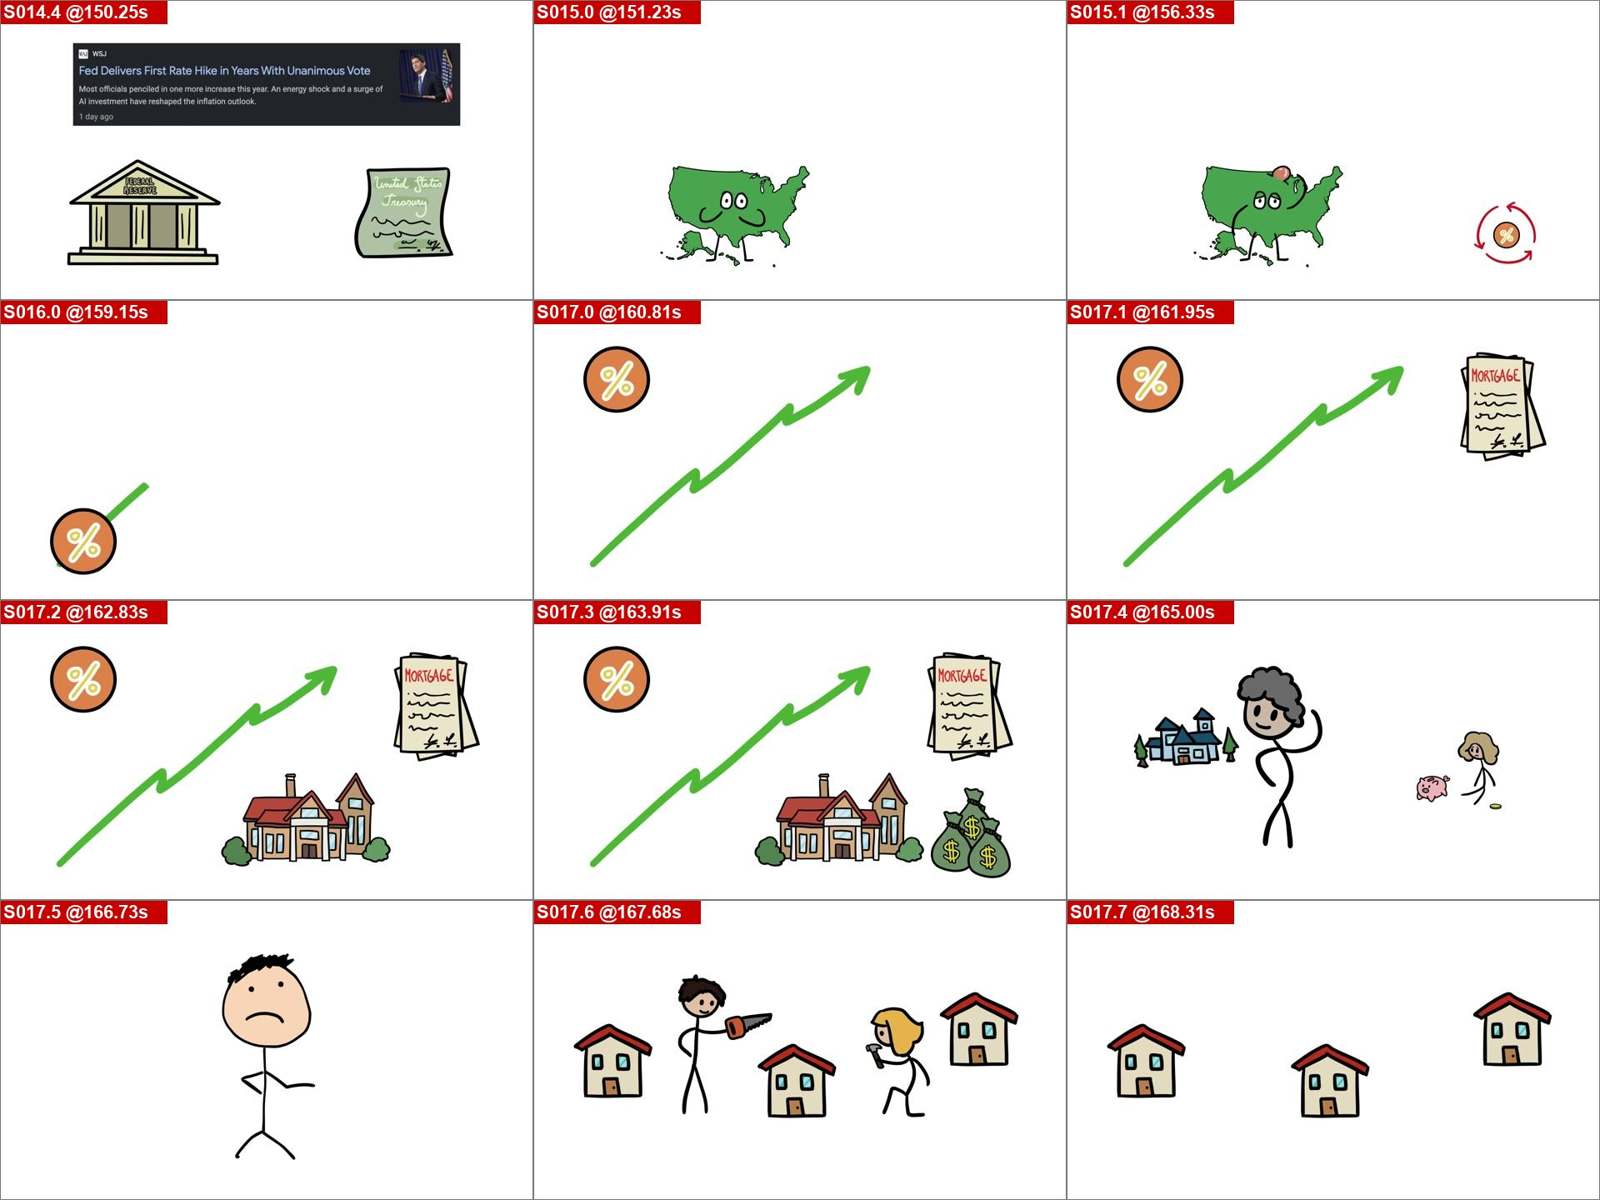 S014.4 @150.25s
WSJ
Fed Delivers First Rate Hike in Years With Unanimous Vote
Most officials penciled in one more increase this year. An energy shock and a surge of
AI investment have reshaped the inflation outlook.
1 day ago
FEDERAL
RESERVE
United States
Treasury
S015.0 @151.23s
S015.1 @156.33s
%
S016.0 @159.15s
%
S017.0 @160.81s
%
S017.1 @161.95s
%
MORTGAGE
S017.2 @162.83s
%
MORTGAGE
S017.3 @163.91s
%
MORTGAGE
$
$ $
S017.4 @165.00s
S017.5 @166.73s
S017.6 @167.68s
S017.7 @168.31s